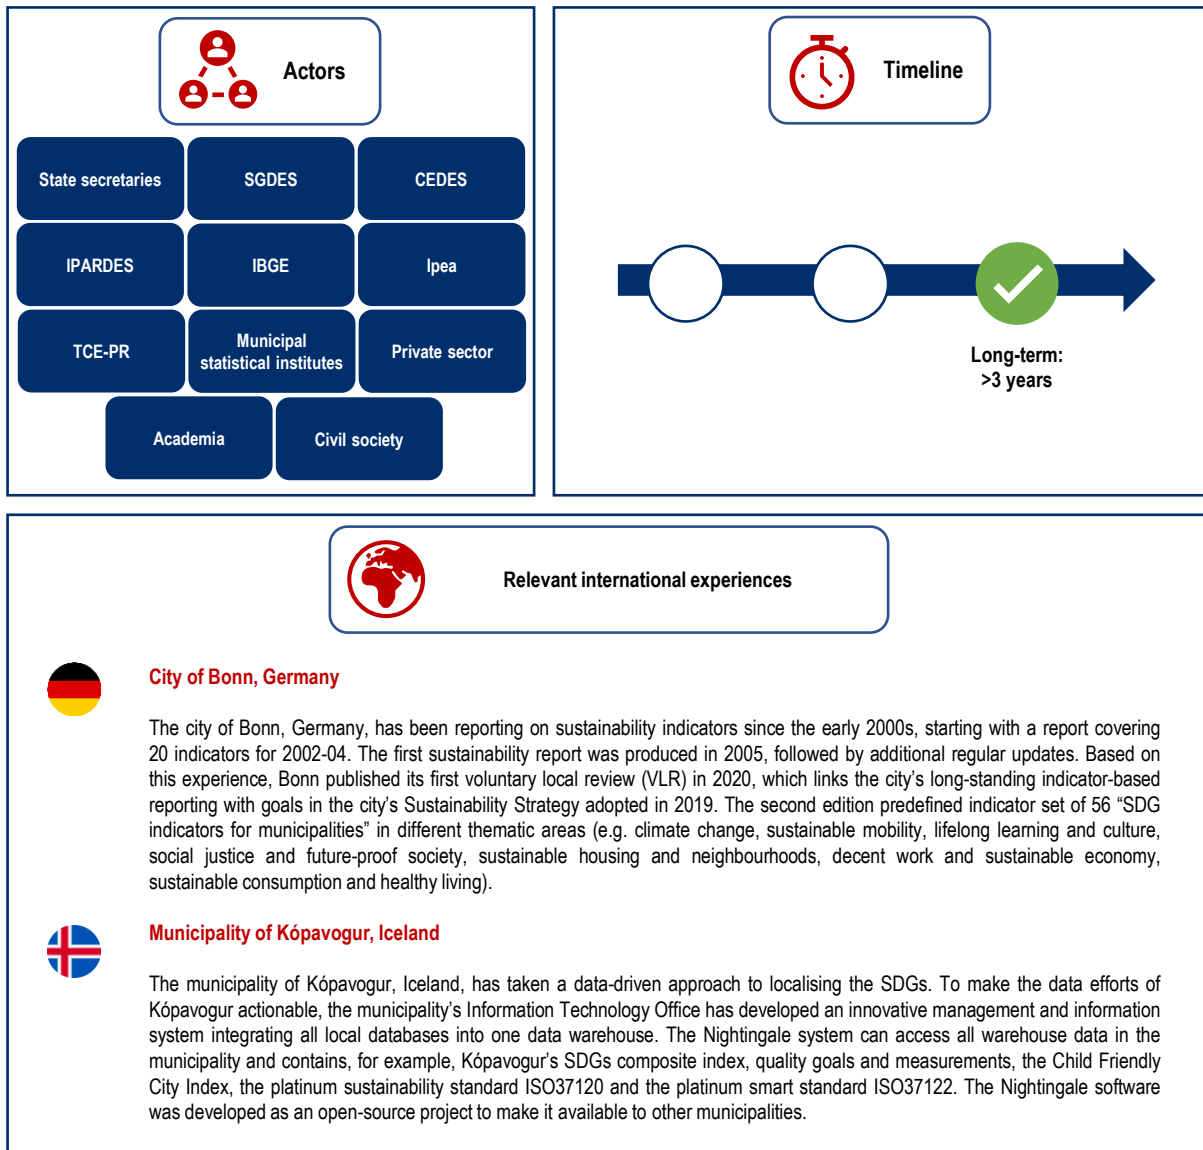 Actors
State secretaries
SGDES
CEDES
IPARDES
IBGE
Ipea
TCE-PR
Municipal
statistical institutes
Private sector
Academia
Civil society
Timeline
Long-term:
>3 years
Relevant international experiences
City of Bonn, Germany
The city of Bonn, Germany, has been reporting on sustainability indicators since the early 2000s, starting with a report covering
20 indicators for 2002-04. The first sustainability report was produced in 2005, followed by additional regular updates. Based on
this experience, Bonn published its first voluntary local review (VLR) in 2020, which links the city’s long-standing indicator-based
reporting with goals in the city’s Sustainability Strategy adopted in 2019. The second edition predefined indicator set of 56 “SDG
indicators for municipalities” in different thematic areas (e.g. climate change, sustainable mobility, lifelong learning and culture,
social justice and future-proof society, sustainable housing and neighbourhoods, decent work and sustainable economy,
sustainable consumption and healthy living).
Municipality of Kópavogur, Iceland
The municipality of Kópavogur, Iceland, has taken a data-driven approach to localising the SDGs. To make the data efforts of
Kópavogur actionable, the municipality’s Information Technology Office has developed an innovative management and information
system integrating all local databases into one data warehouse. The Nightingale system can access all warehouse data in the
municipality and contains, for example, Kópavogur’s SDGs composite index, quality goals and measurements, the Child Friendly
City Index, the platinum sustainability standard ISO37120 and the platinum smart standard ISO37122. The Nightingale software
was developed as an open-source project to make it available to other municipalities.